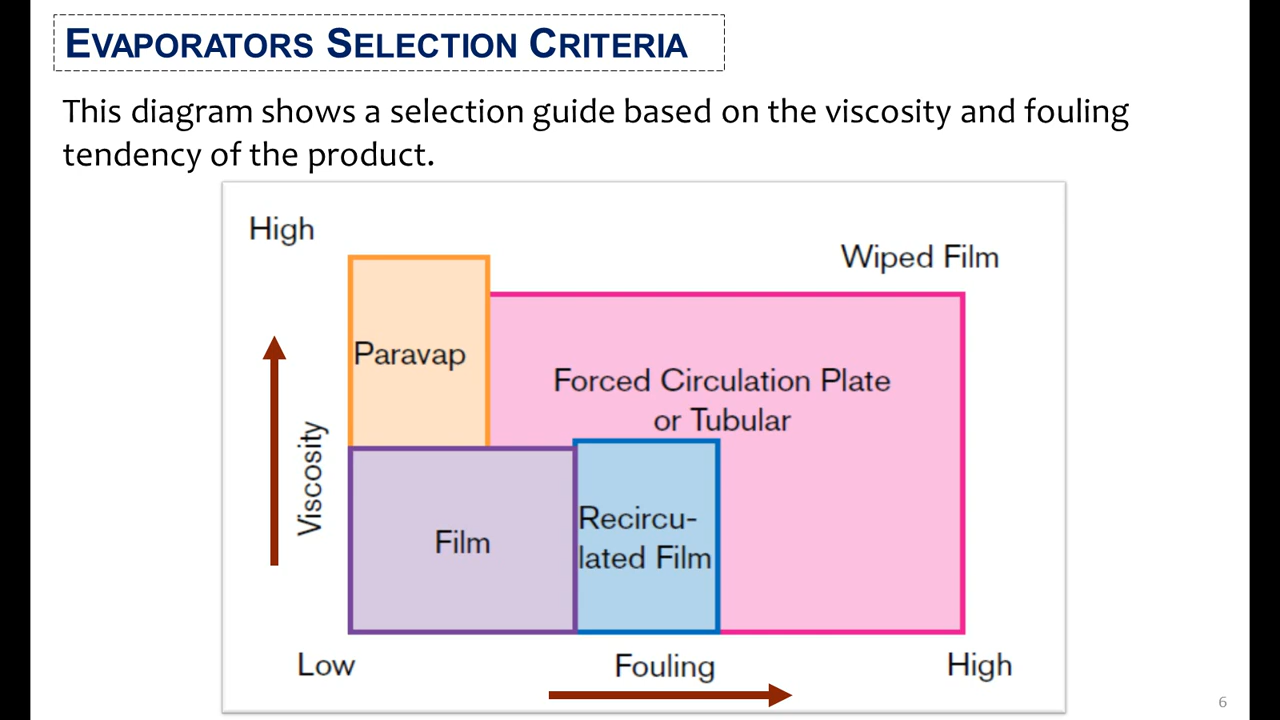 EVAPORATORS SELECTION CRITERIA
This diagram shows a selection guide based on the viscosity and fouling
tendency of the product.
High
Wiped Film
Paravap
Forced Circulation Plate
or Tubular
Viscosity
Film
Recircu-
lated Film
Low
Fouling
High
6